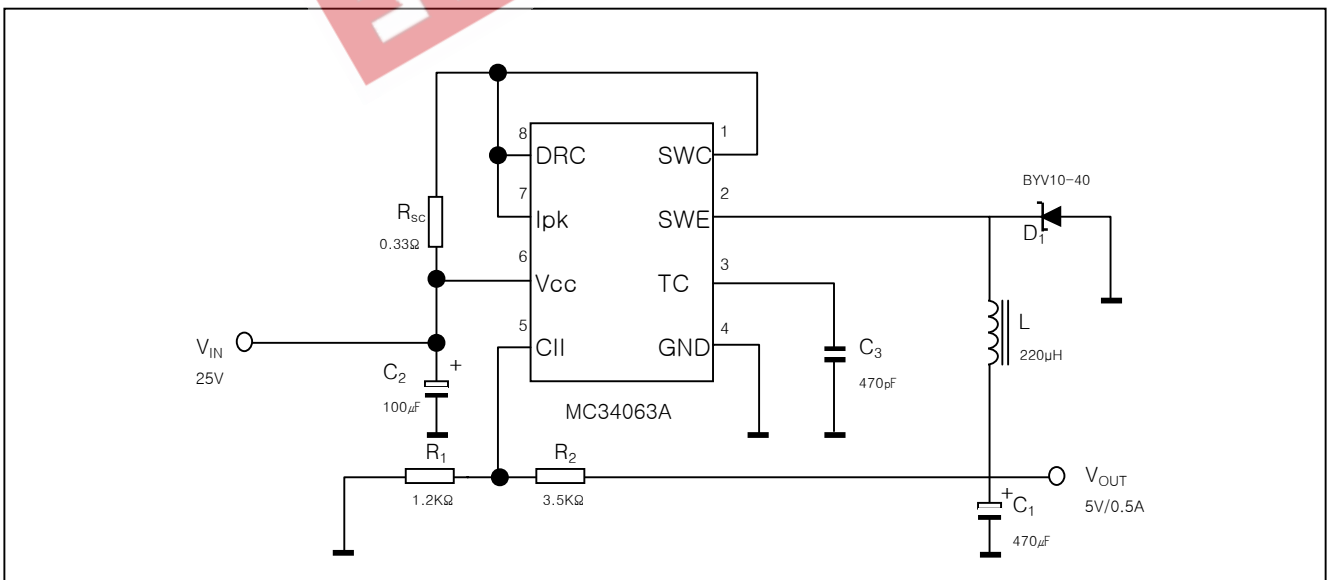 8
DRC
SWC
1
7
Ipk
SWE
2
6
Vcc
TC
3
5
CII
GND
4
MC34063A
Rsc
0.33Ω
VIN
25V
C2
+
100μF
R1
1.2KΩ
R2
3.5KΩ
BYV10-40
D1
L
220μH
C3
470pF
VOUT
5V/0.5A
+
C1
470μF